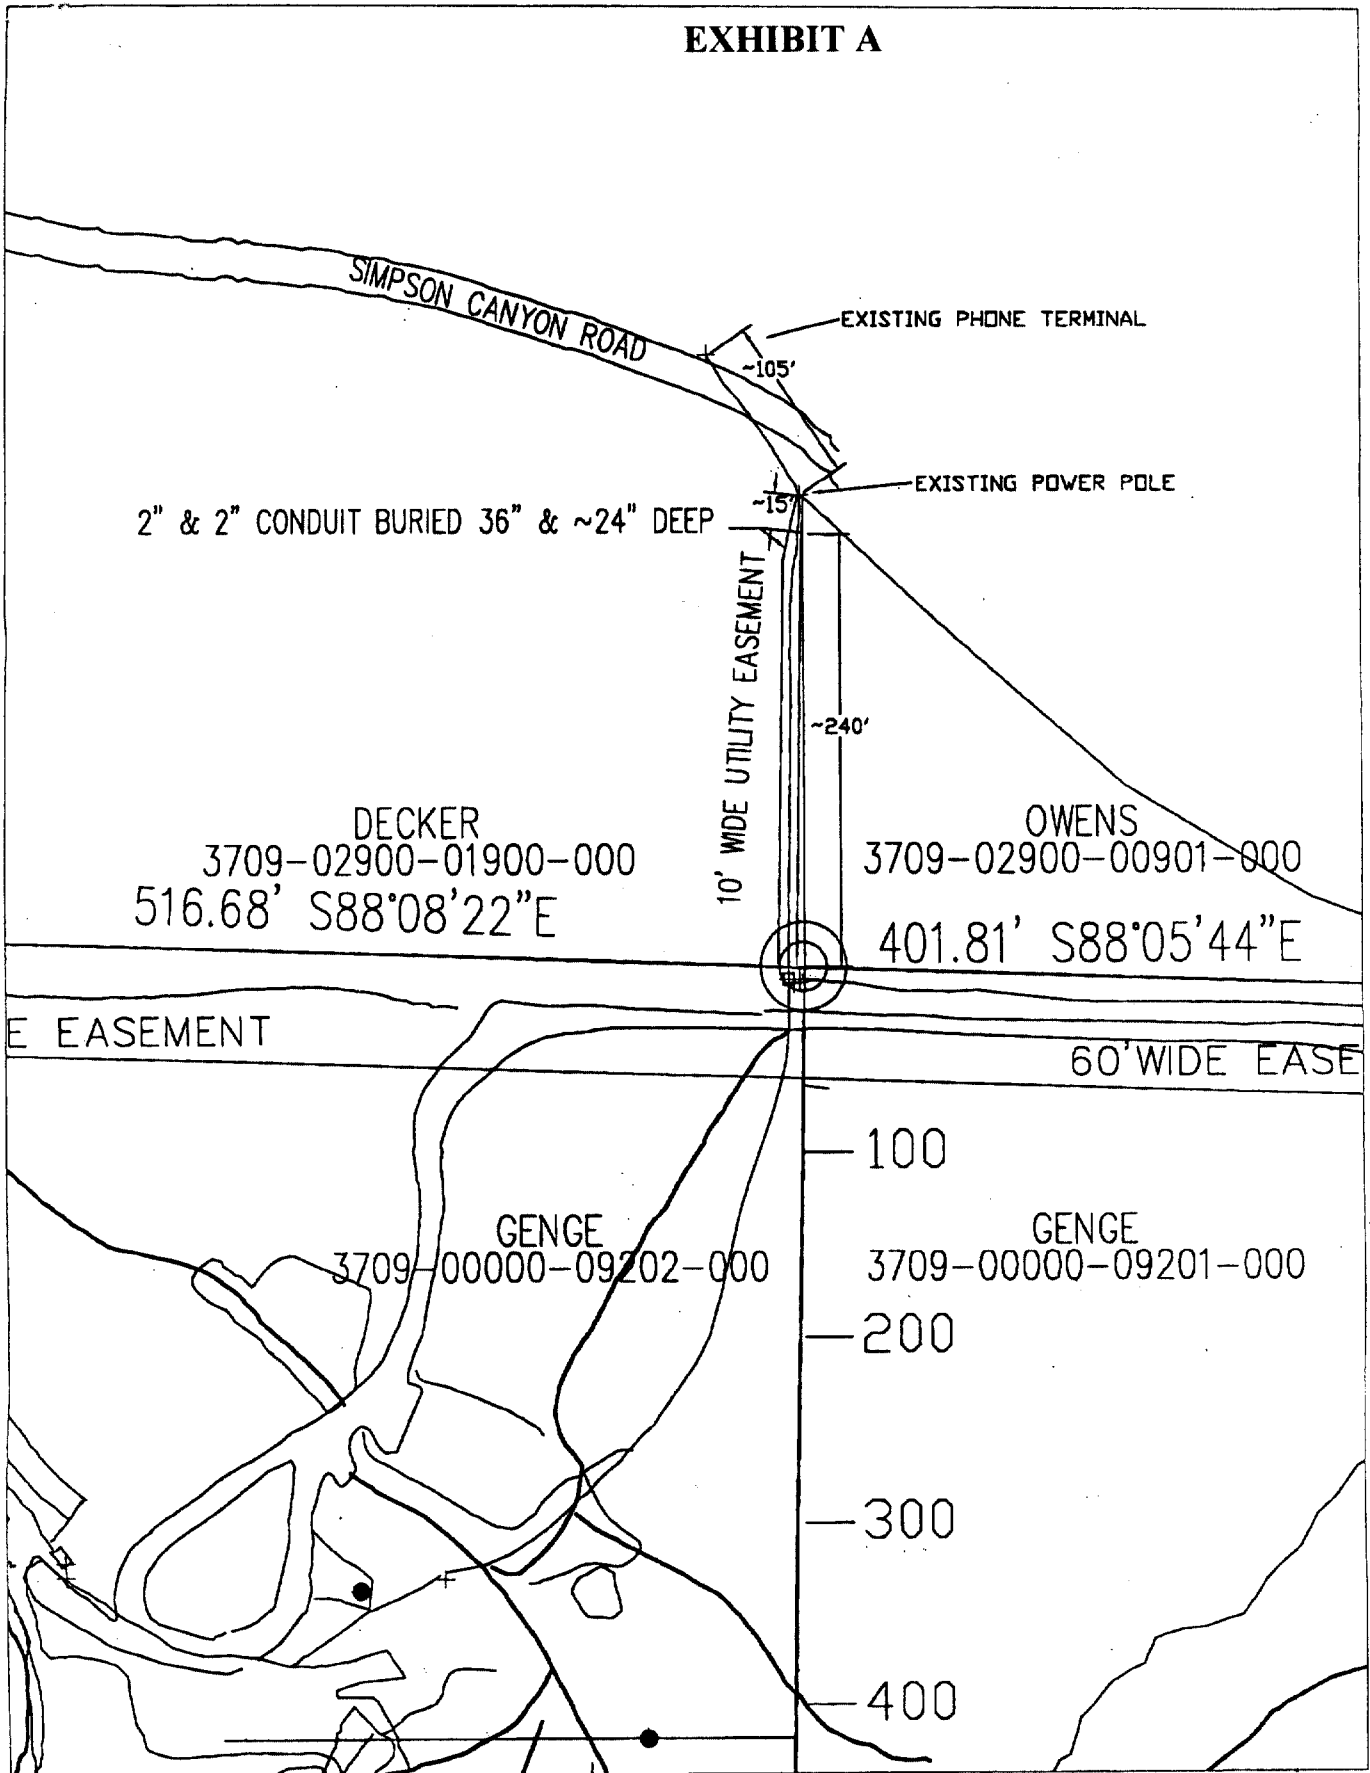 EXHIBIT A
SIMPSON CANYON ROAD
EXISTING PHONE TERMINAL
~105'
EXISTING POWER POLE
~15'
2" & 2" CONDUIT BURIED 36" & ~24" DEEP
10' WIDE UTILITY EASEMENT
~240'
DECKER
3709-02900-01900-000
516.68' S88°08'22"E
OWENS
3709-02900-00901-000
401.81' S88°05'44"E
E EASEMENT
60'WIDE EASE
100
GENGE
3709-00000-09202-000
GENGE
3709-00000-09201-000
200
300
400